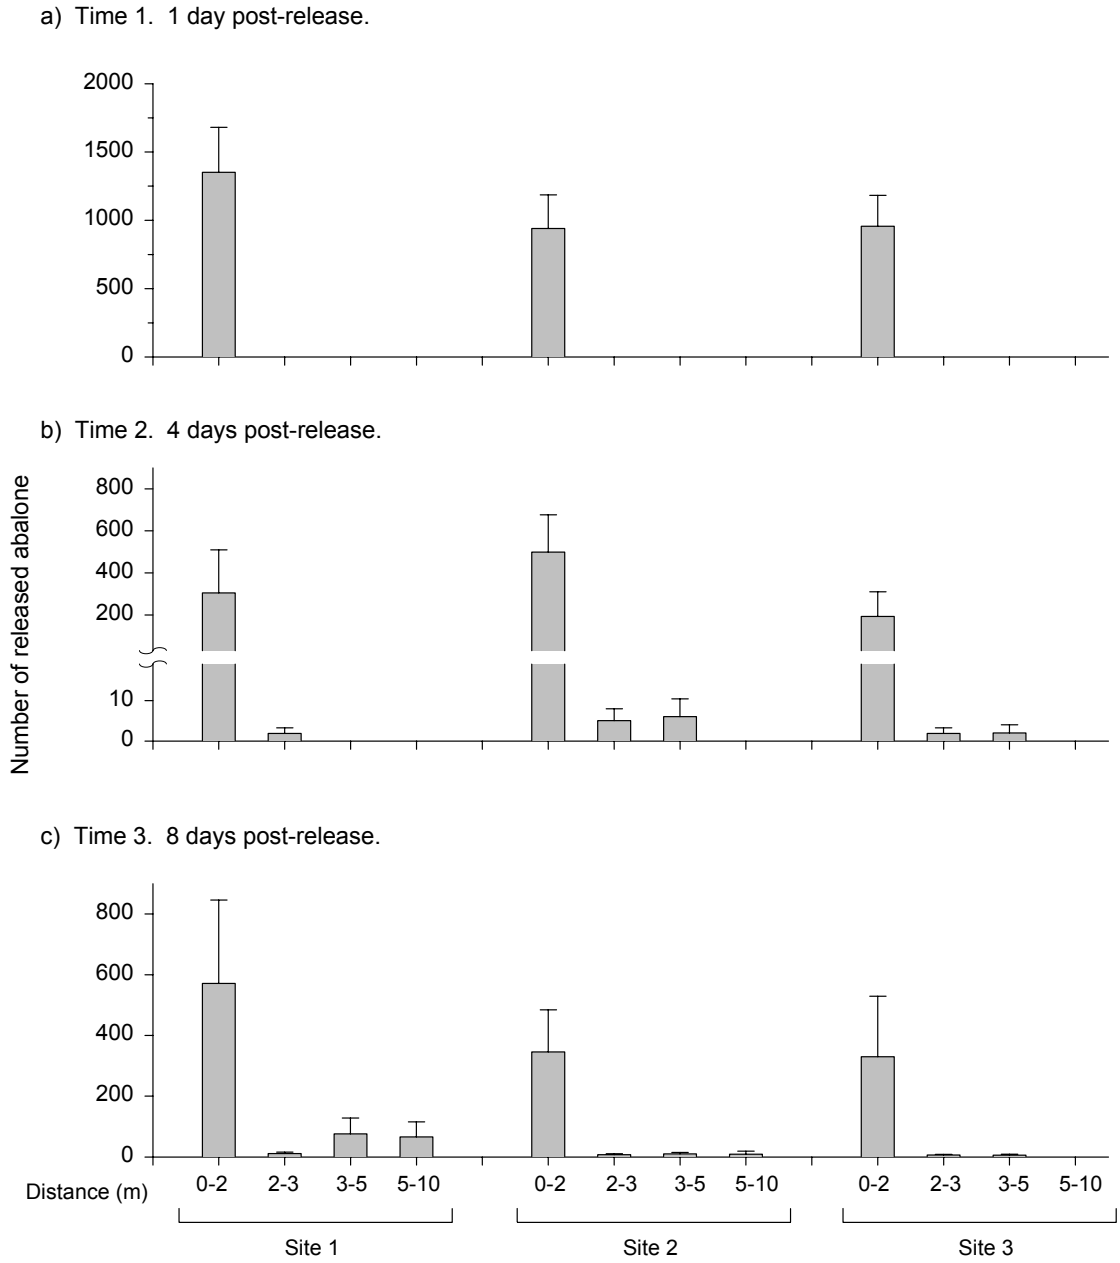 a) Time 1. 1 day post-release.
2000
1500
1000
500
0
b) Time 2. 4 days post-release.
Number of released abalone
800
600
400
200
10
0
c) Time 3. 8 days post-release.
800
600
400
200
0
Distance (m) 0-2 2-3 3-5 5-10 0-2 2-3 3-5 5-10 0-2 2-3 3-5 5-10
Site 1 Site 2 Site 3